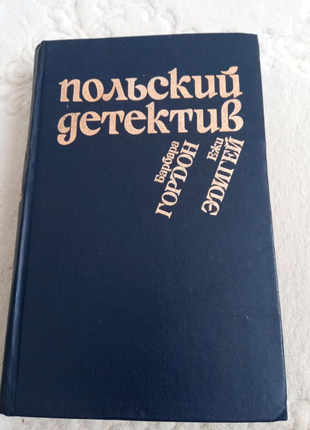 польский
детектив
Барбара
ГОРДОН
Ежи
ЭДИГЕЙ